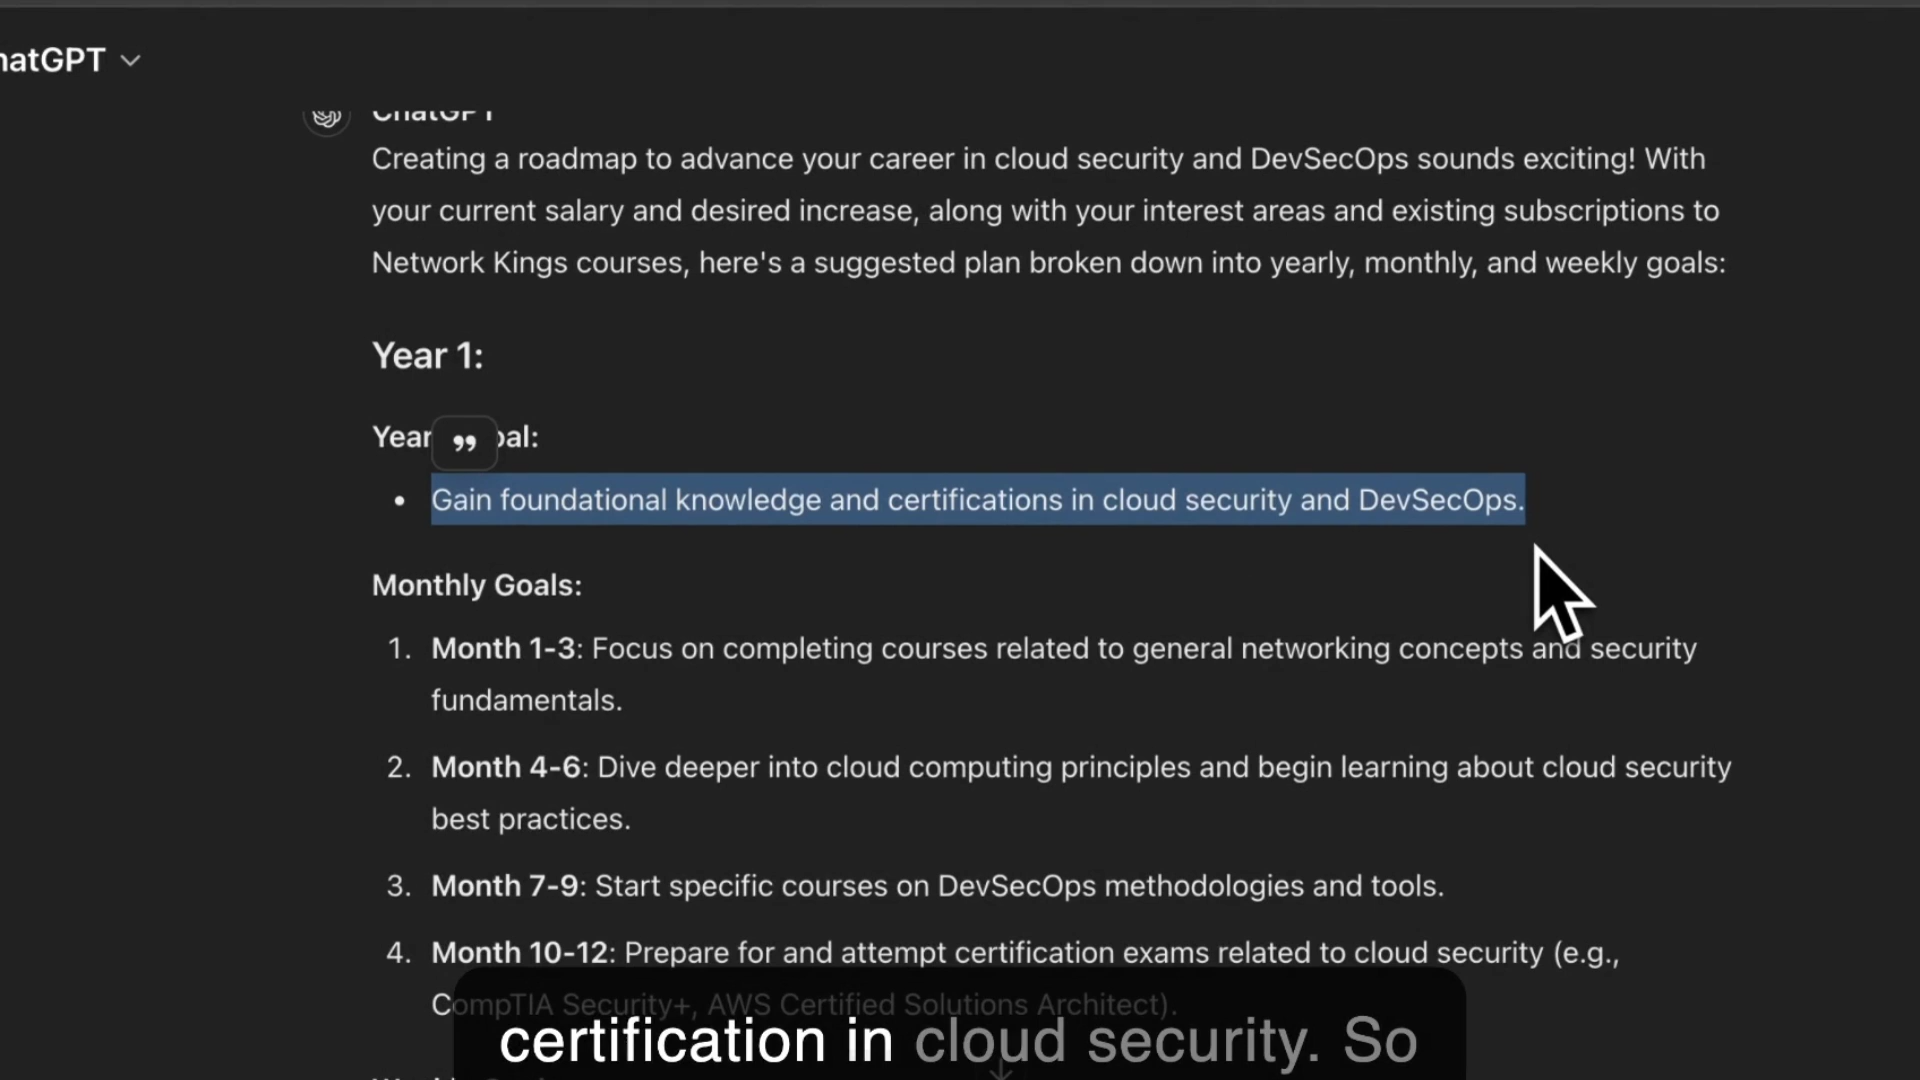 hatGPT
ChatGPT
Creating a roadmap to advance your career in cloud security and DevSecOps sounds exciting! With
your current salary and desired increase, along with your interest areas and existing subscriptions to
Network Kings courses, here's a suggested plan broken down into yearly, monthly, and weekly goals:
Year 1:
Year oal:
• Gain foundational knowledge and certifications in cloud security and DevSecOps.
Monthly Goals:
1. Month 1-3: Focus on completing courses related to general networking concepts and security
fundamentals.
2. Month 4-6: Dive deeper into cloud computing principles and begin learning about cloud security
best practices.
3. Month 7-9: Start specific courses on DevSecOps methodologies and tools.
4. Month 10-12: Prepare for and attempt certification exams related to cloud security (e.g.,
CompTIA Security+, AWS Certified Solutions Architect).
certification in cloud security. So